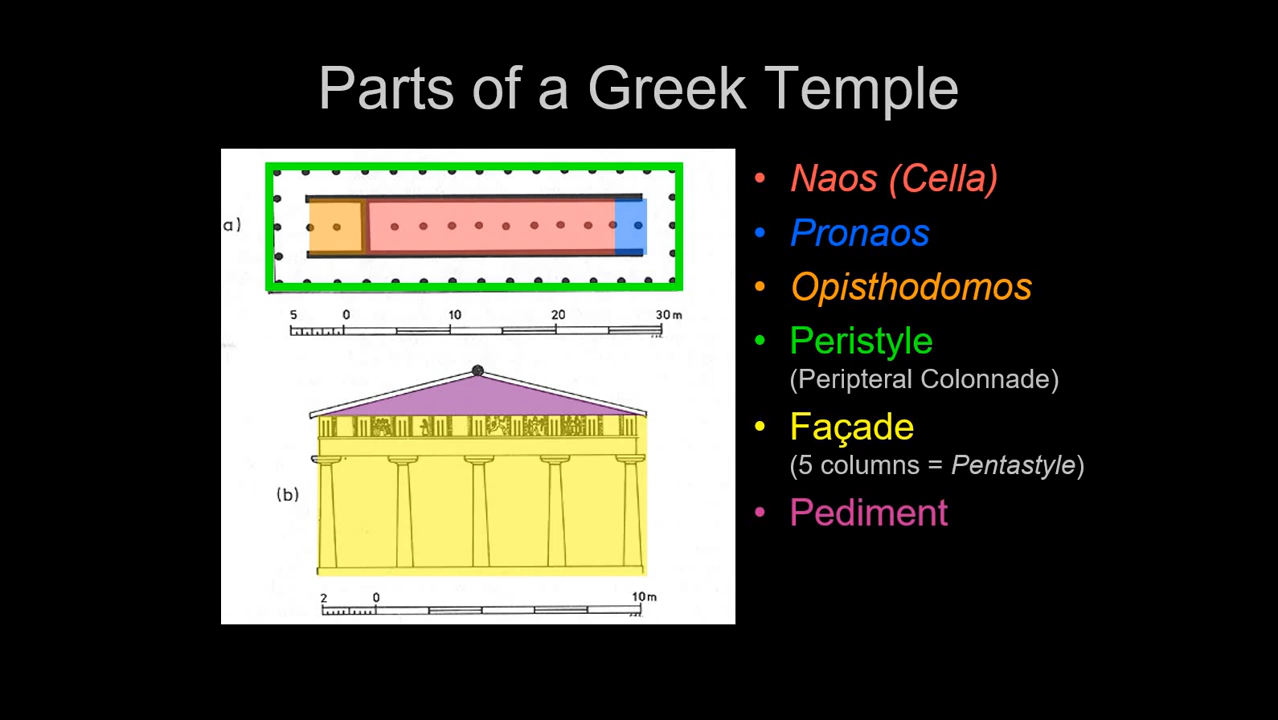 Parts of a Greek Temple
a)
5 0 10 20 30 m
(b)
2 0 10 m
• Naos (Cella)
• Pronaos
• Opisthodomos
• Peristyle
(Peripteral Colonnade)
• Façade
(5 columns = Pentastyle)
• Pediment